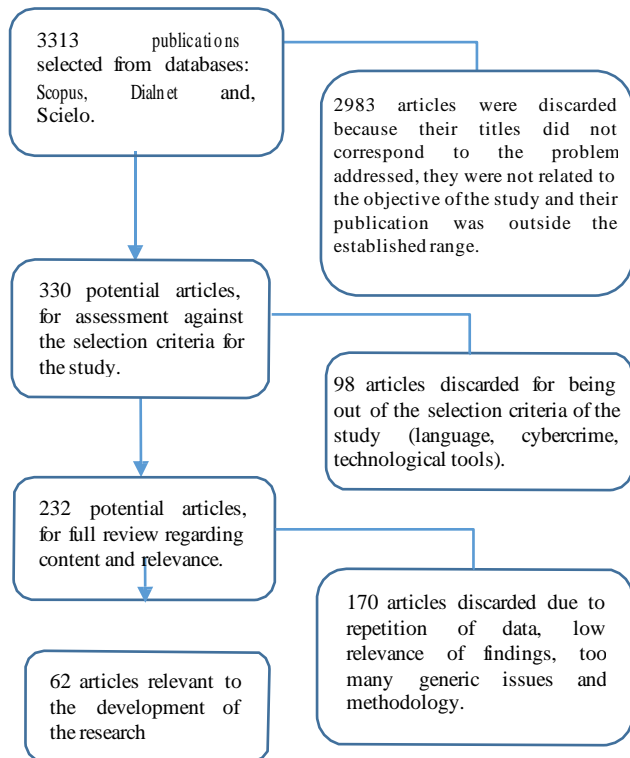 3313 publications
selected from databases:
Scopus, Dialnet and,
Scielo.
2983 articles were discarded
because their titles did not
correspond to the problem
addressed, they were not related to
the objective of the study and their
publication was outside the
established range.
330 potential articles,
for assessment against
the selection criteria for
the study.
98 articles discarded for being
out of the selection criteria of the
study (language, cybercrime,
technological tools).
232 potential articles,
for full review regarding
content and relevance.
170 articles discarded due to
repetition of data, low
relevance of findings, too
many generic issues and
methodology.
62 articles relevant to
the development of
the research